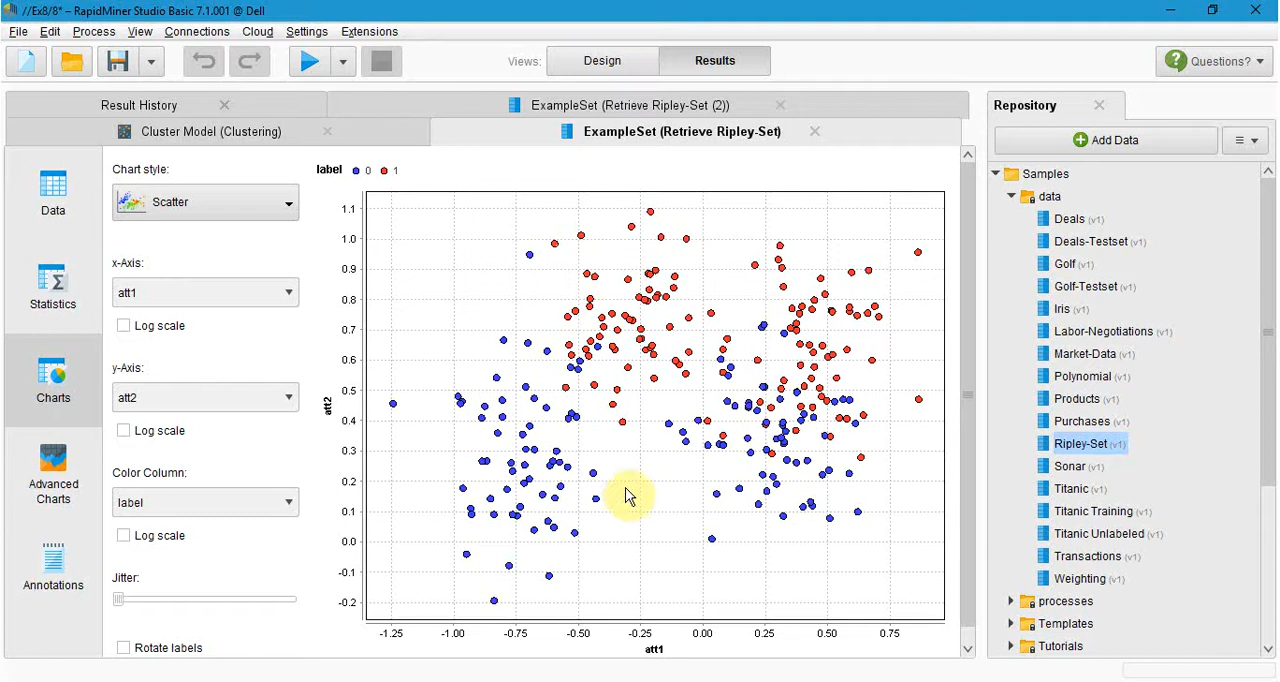 //Ex8/8* – RapidMiner Studio Basic 7.1.001 @ Dell
File Edit Process View Connections Cloud Settings Extensions
Views: Design Results Questions?
Result History
ExampleSet (Retrieve Ripley-Set (2))
Cluster Model (Clustering)
ExampleSet (Retrieve Ripley-Set)
Data
Statistics
Charts
Advanced
Charts
Annotations
Chart style:
Scatter
x-Axis:
att1
Log scale
y-Axis:
att2
Log scale
Color Column:
label
Log scale
Jitter:
Rotate labels
label 0 1
1.1
1.0
0.9
0.8
0.7
0.6
0.5
0.4
0.3
0.2
0.1
0.0
-0.1
-0.2
att2
-1.25 -1.00 -0.75 -0.50 -0.25 0.00 0.25 0.50 0.75
att1
Repository
Add Data
Samples
data
Deals (v1)
Deals-Testset (v1)
Golf (v1)
Golf-Testset (v1)
Iris (v1)
Labor-Negotiations (v1)
Market-Data (v1)
Polynomial (v1)
Products (v1)
Purchases (v1)
Ripley-Set (v1)
Sonar (v1)
Titanic (v1)
Titanic Training (v1)
Titanic Unlabeled (v1)
Transactions (v1)
Weighting (v1)
processes
Templates
Tutorials